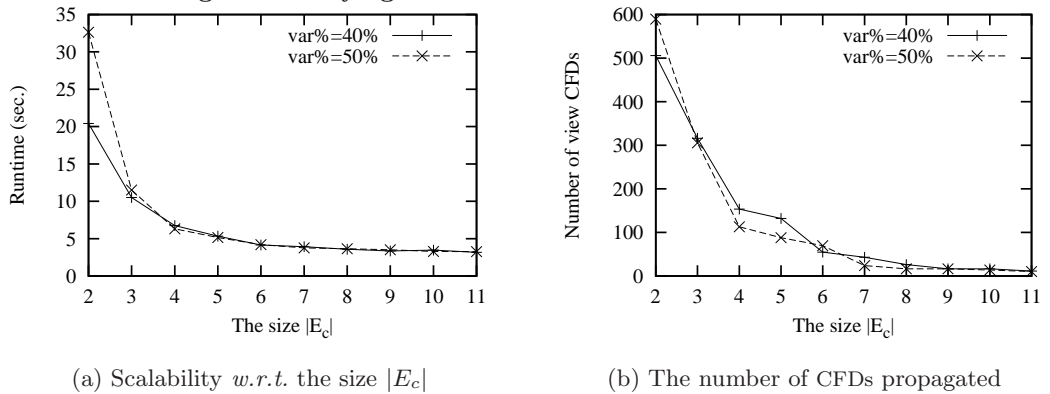 35
30
25
20
15
10
5
0
Runtime (sec.)
var%=40%
var%=50%
2 3 4 5 6 7 8 9 10 11
The size |E_c|
(a) Scalability w.r.t. the size |E_c|
600
500
400
300
200
100
0
Number of view CFDs
var%=40%
var%=50%
2 3 4 5 6 7 8 9 10 11
The size |E_c|
(b) The number of CFDs propagated